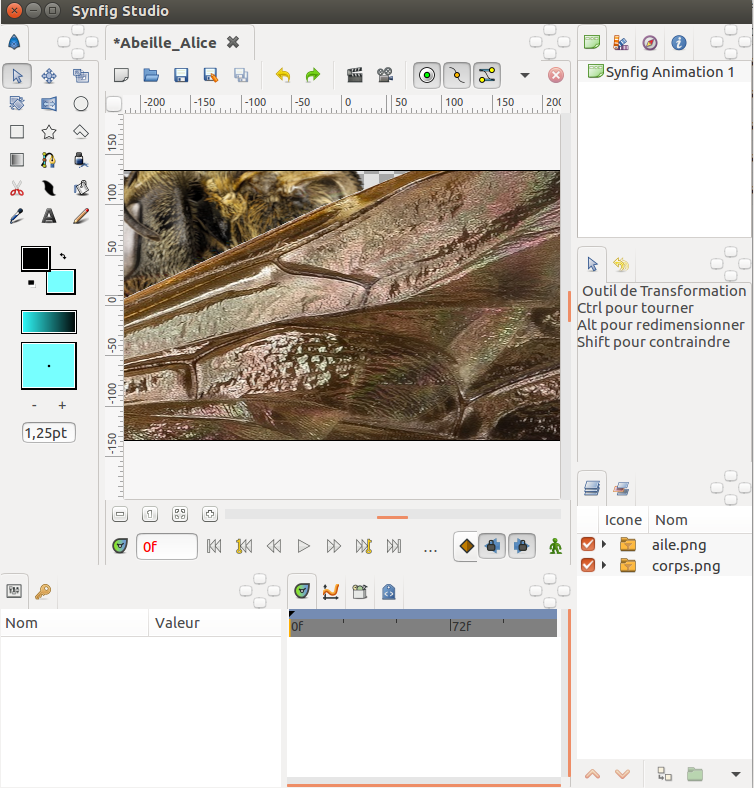 Synfig Studio
*Abeille_Alice
Synfig Animation 1
-200 -150 -100 -50 0 50 100 150 200
150
100
50
0
-50
-100
-150
Outil de Transformation
Ctrl pour tourner
Alt pour redimensionner
Shift pour contraindre
- +
1,25pt
Icone Nom
aile.png
corps.png
0f
...
Nom Valeur
0f 72f